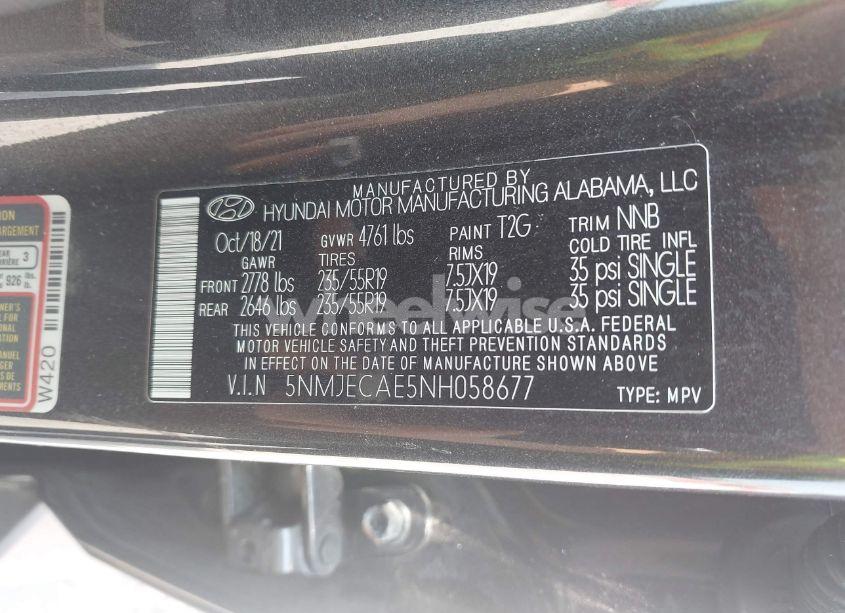 MANUFACTURED BY
HYUNDAI MOTOR MANUFACTURING ALABAMA, LLC
Oct/18/21 GVWR 4761 lbs PAINT T2G TRIM NNB
GAWR TIRES RIMS COLD TIRE INFL
FRONT 2778 lbs 235/55R19 7.5JX19 35 psi SINGLE
REAR 2646 lbs 235/55R19 7.5JX19 35 psi SINGLE
THIS VEHICLE CONFORMS TO ALL APPLICABLE U.S.A. FEDERAL
MOTOR VEHICLE SAFETY AND THEFT PREVENTION STANDARDS
IN EFFECT ON THE DATE OF MANUFACTURE SHOWN ABOVE
V.I.N 5NMJECAE5NH058677 TYPE: MPV
3
926 lbs.
W420